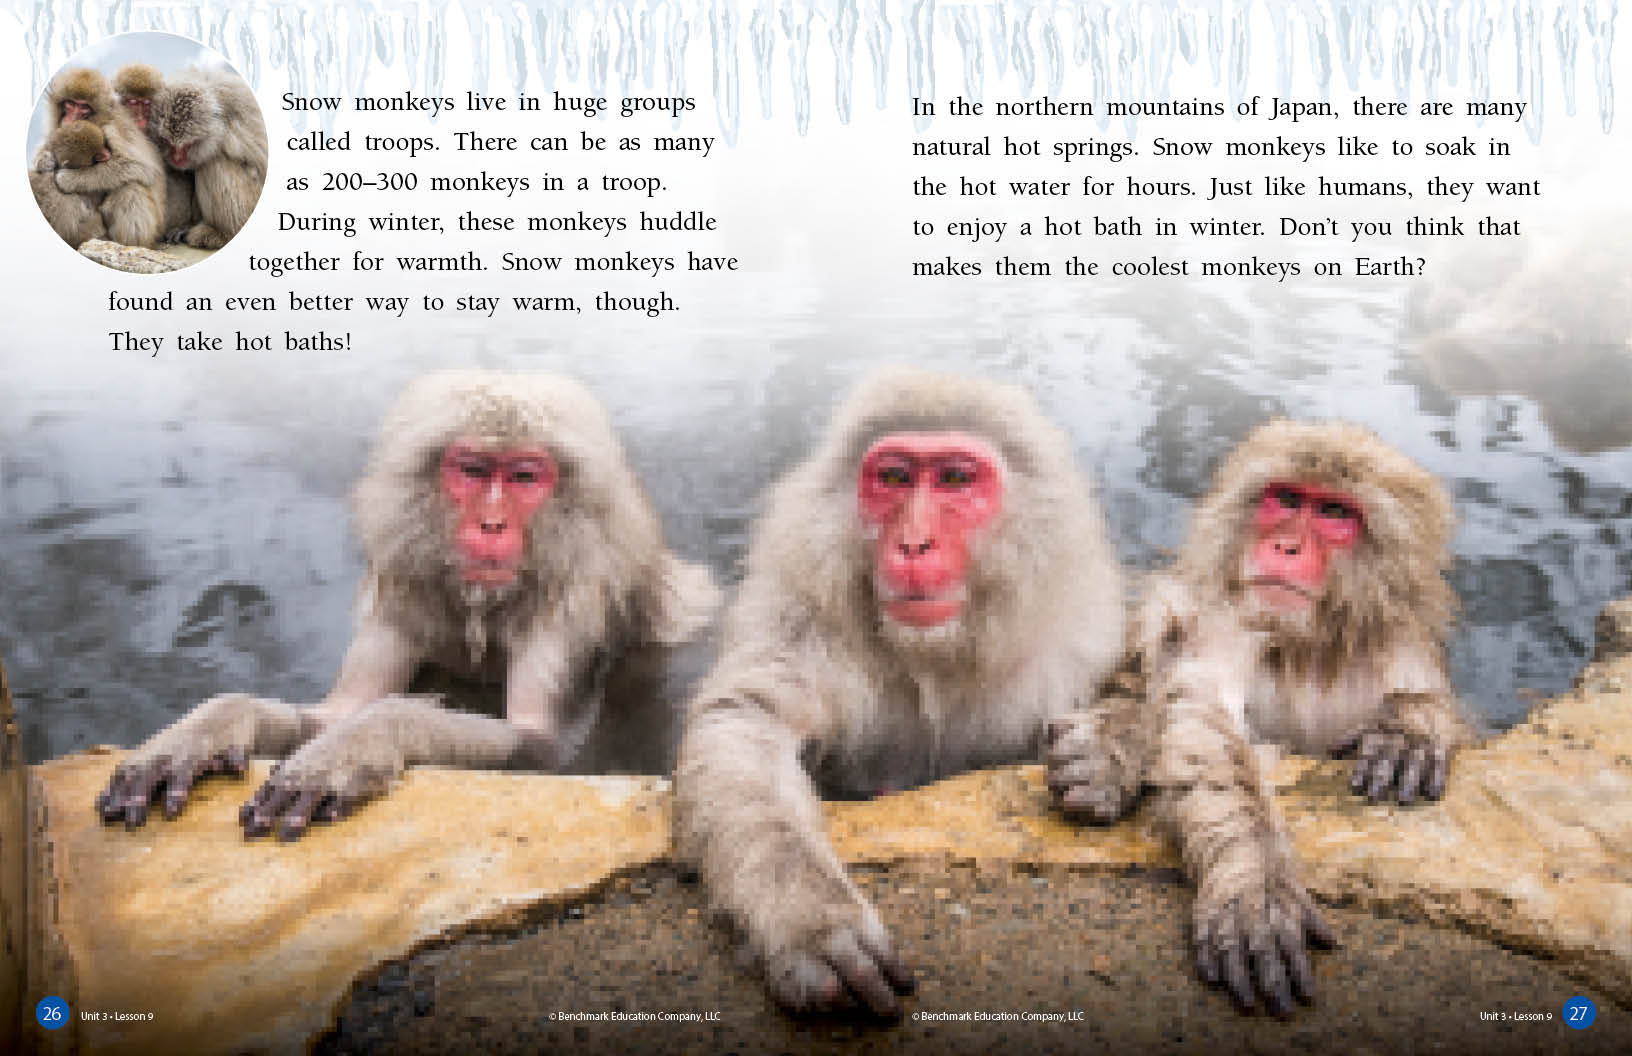 Snow monkeys live in huge groups
called troops. There can be as many
as 200–300 monkeys in a troop.
During winter, these monkeys huddle
together for warmth. Snow monkeys have
found an even better way to stay warm, though.
They take hot baths!
In the northern mountains of Japan, there are many
natural hot springs. Snow monkeys like to soak in
the hot water for hours. Just like humans, they want
to enjoy a hot bath in winter. Don’t you think that
makes them the coolest monkeys on Earth?
26 Unit 3 • Lesson 9
© Benchmark Education Company, LLC
© Benchmark Education Company, LLC
Unit 3 • Lesson 9 27